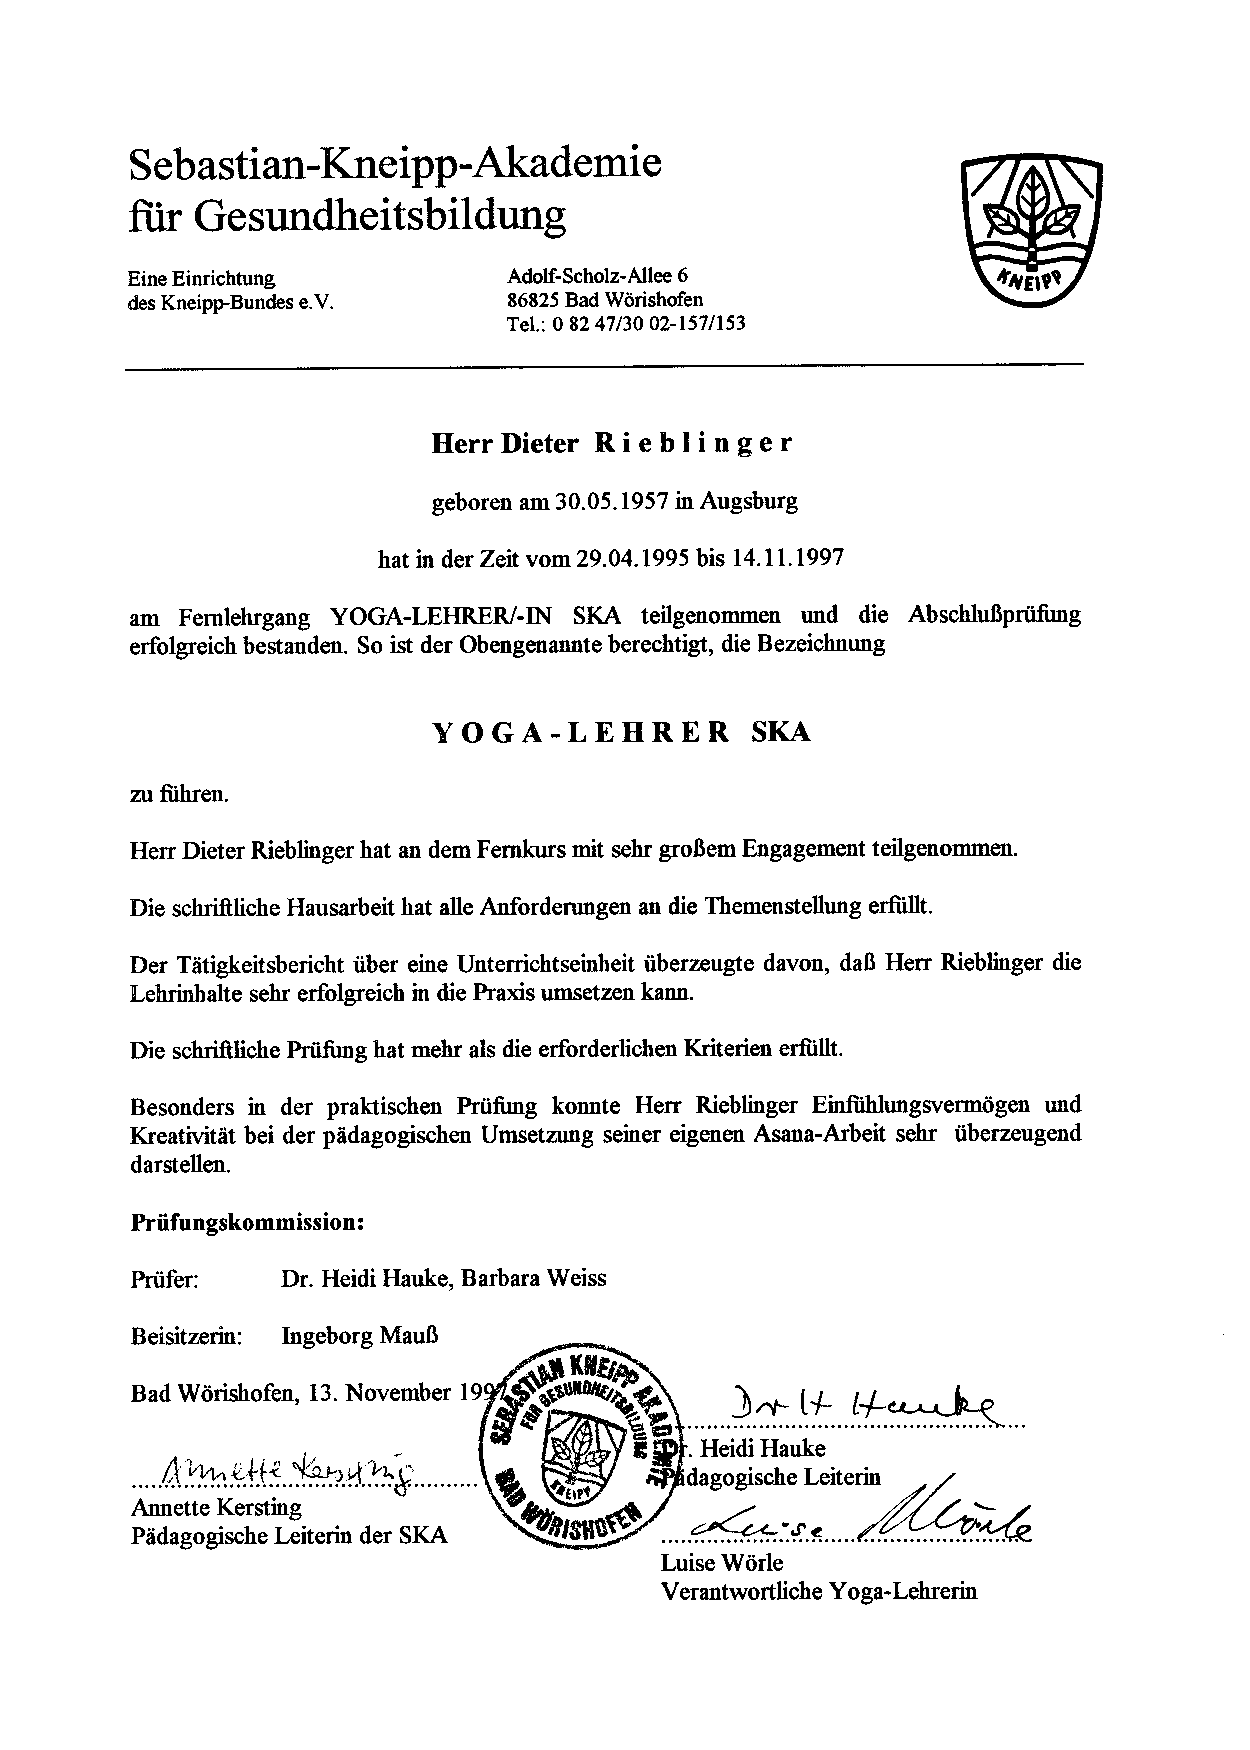 Sebastian-Kneipp-Akademie
für Gesundheitsbildung
KNEIPP
Eine Einrichtung
des Kneipp-Bundes e.V.
Adolf-Scholz-Allee 6
86825 Bad Wörishofen
Tel.: 0 82 47/30 02-157/153
Herr Dieter R i e b l i n g e r
geboren am 30.05.1957 in Augsburg
hat in der Zeit vom 29.04.1995 bis 14.11.1997
am Fernlehrgang YOGA-LEHRER/-IN SKA teilgenommen und die Abschlußprüfung
erfolgreich bestanden. So ist der Obengenannte berechtigt, die Bezeichnung
Y O G A - L E H R E R SKA
zu führen.
Herr Dieter Rieblinger hat an dem Fernkurs mit sehr großem Engagement teilgenommen.
Die schriftliche Hausarbeit hat alle Anforderungen an die Themenstellung erfüllt.
Der Tätigkeitsbericht über eine Unterrichtseinheit überzeugte davon, daß Herr Rieblinger die
Lehrinhalte sehr erfolgreich in die Praxis umsetzen kann.
Die schriftliche Prüfung hat mehr als die erforderlichen Kriterien erfüllt.
Besonders in der praktischen Prüfung konnte Herr Rieblinger Einfühlungsvermögen und
Kreativität bei der pädagogischen Umsetzung seiner eigenen Asana-Arbeit sehr überzeugend
darstellen.
Prüfungskommission:
Prüfer: Dr. Heidi Hauke, Barbara Weiss
Beisitzerin: Ingeborg Mauß
Bad Wörishofen, 13. November 1997
SEBASTIAN KNEIPP AKADEMIE
FÜR GESUNDHEITSBILDUNG
KNEIPP
BAD WÖRISHOFEN
Dr H Hauke
Dr. Heidi Hauke
Pädagogische Leiterin
Annette Kersting
Annette Kersting
Pädagogische Leiterin der SKA
Luise Wörle
Luise Wörle
Verantwortliche Yoga-Lehrerin